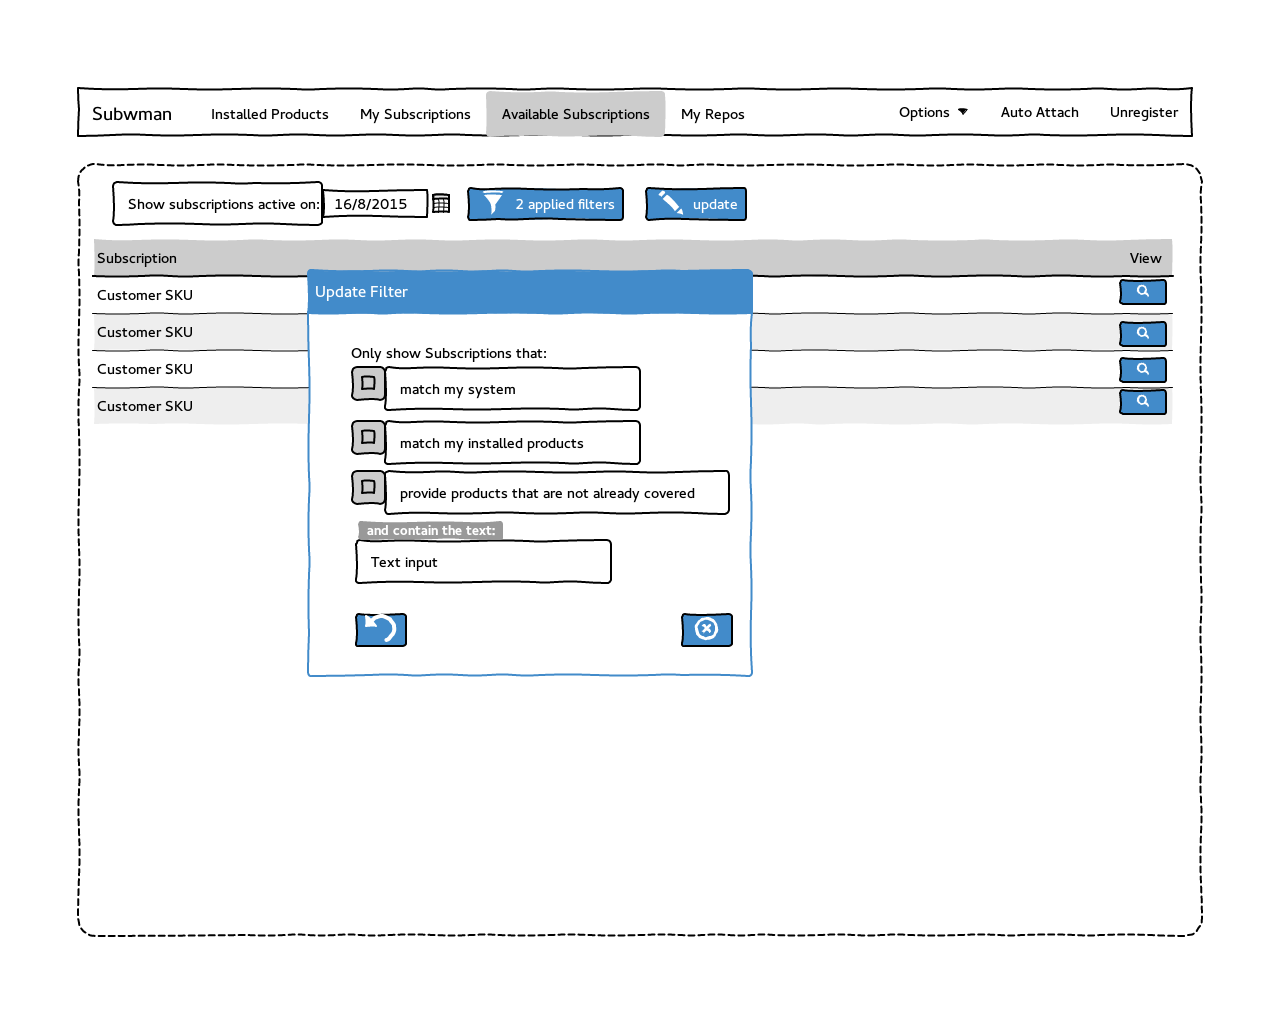 Subwman Installed Products My Subscriptions Available Subscriptions My Repos Options Auto Attach Unregister
Show subscriptions active on: 16/8/2015 2 applied filters update
Subscription View
Customer SKU
Customer SKU
Customer SKU
Customer SKU
Update Filter
Only show Subscriptions that:
match my system
match my installed products
provide products that are not already covered
and contain the text:
Text input